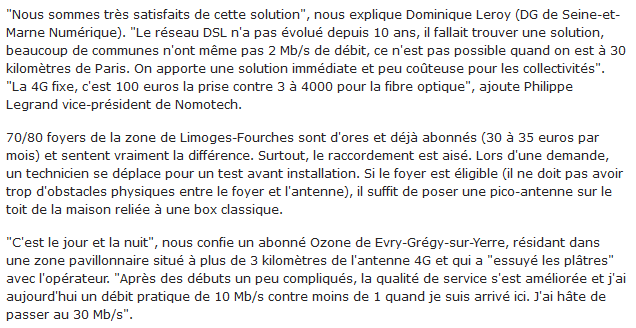 "Nous sommes très satisfaits de cette solution", nous explique Dominique Leroy (DG de Seine-et-
Marne Numérique). "Le réseau DSL n'a pas évolué depuis 10 ans, il fallait trouver une solution,
beaucoup de communes n'ont même pas 2 Mb/s de débit, ce n'est pas possible quand on est à 30
kilomètres de Paris. On apporte une solution immédiate et peu coûteuse pour les collectivités".
"La 4G fixe, c'est 100 euros la prise contre 3 à 4000 pour la fibre optique", ajoute Philippe
Legrand vice-président de Nomotech.
70/80 foyers de la zone de Limoges-Fourches sont d'ores et déjà abonnés (30 à 35 euros par
mois) et sentent vraiment la différence. Surtout, le raccordement est aisé. Lors d'une demande,
un technicien se déplace pour un test avant installation. Si le foyer est éligible (il ne doit pas avoir
trop d'obstacles physiques entre le foyer et l'antenne), il suffit de poser une pico-antenne sur le
toit de la maison reliée à une box classique.
"C'est le jour et la nuit", nous confie un abonné Ozone de Evry-Grégy-sur-Yerre, résidant dans
une zone pavillonnaire situé à plus de 3 kilomètres de l'antenne 4G et qui a "essuyé les plâtres"
avec l'opérateur. "Après des débuts un peu compliqués, la qualité de service s'est améliorée et j'ai
aujourd'hui un débit pratique de 10 Mb/s contre moins de 1 quand je suis arrivé ici. J'ai hâte de
passer au 30 Mb/s".